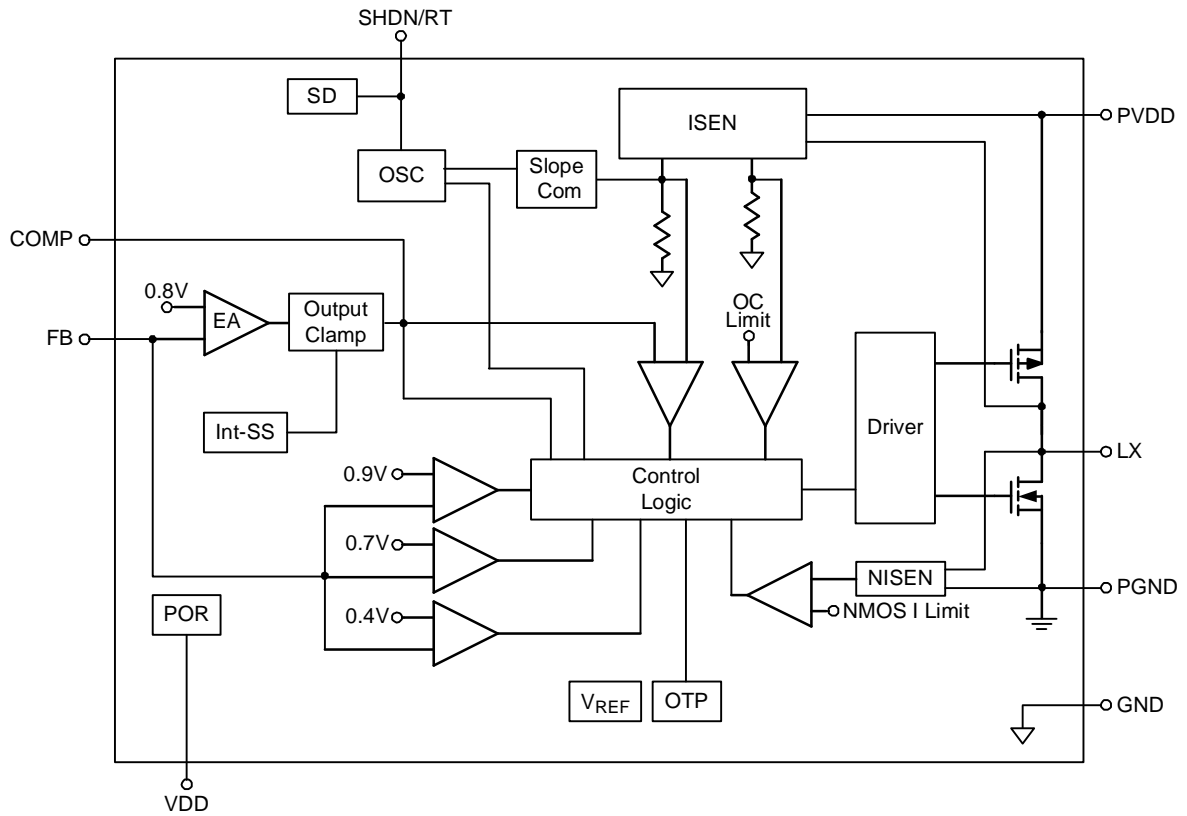 SHDN/RT
SD
ISEN
PVDD
OSC
Slope
Com
COMP
0.8V
EA
Output
Clamp
OC
Limit
FB
Int-SS
Driver
0.9V
Control
Logic
LX
0.7V
NISEN
PGND
POR
0.4V
NMOS I Limit
VREF
OTP
GND
VDD